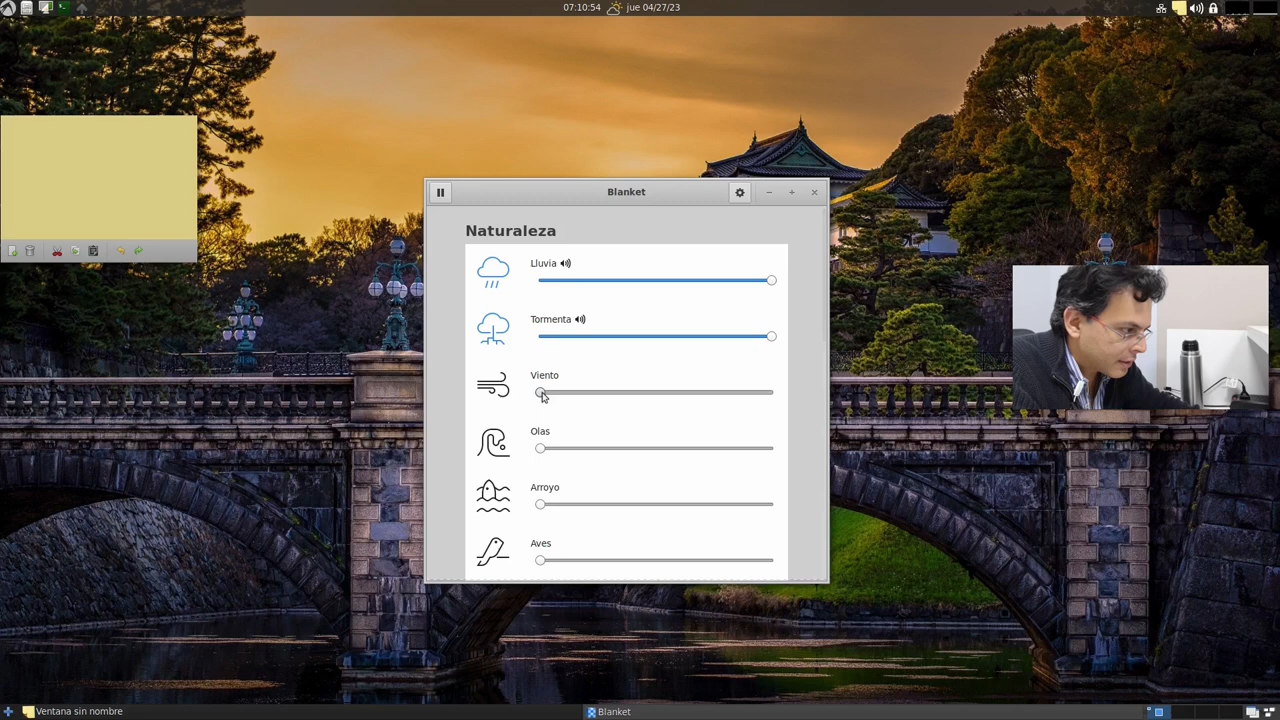 07:10:54 jue 04/27/23
Blanket
Naturaleza
Lluvia
Tormenta
Viento
Olas
Arroyo
Aves
Ventana sin nombre
Blanket